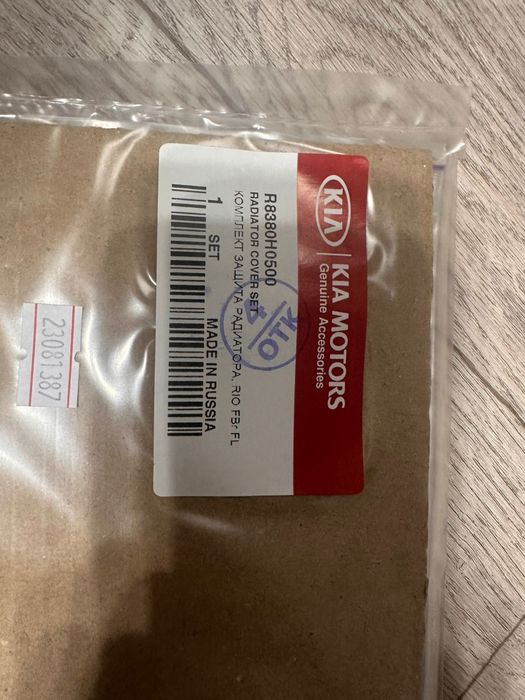 KIA
KIA MOTORS
Genuine Accessories
R8380H0500
RADIATOR COVER SET
КОМПЛЕКТ ЗАЩИТА РАДИАТОРА, RIO FBr FL
1 SET MADE IN RUSSIA
ОТК
23081387